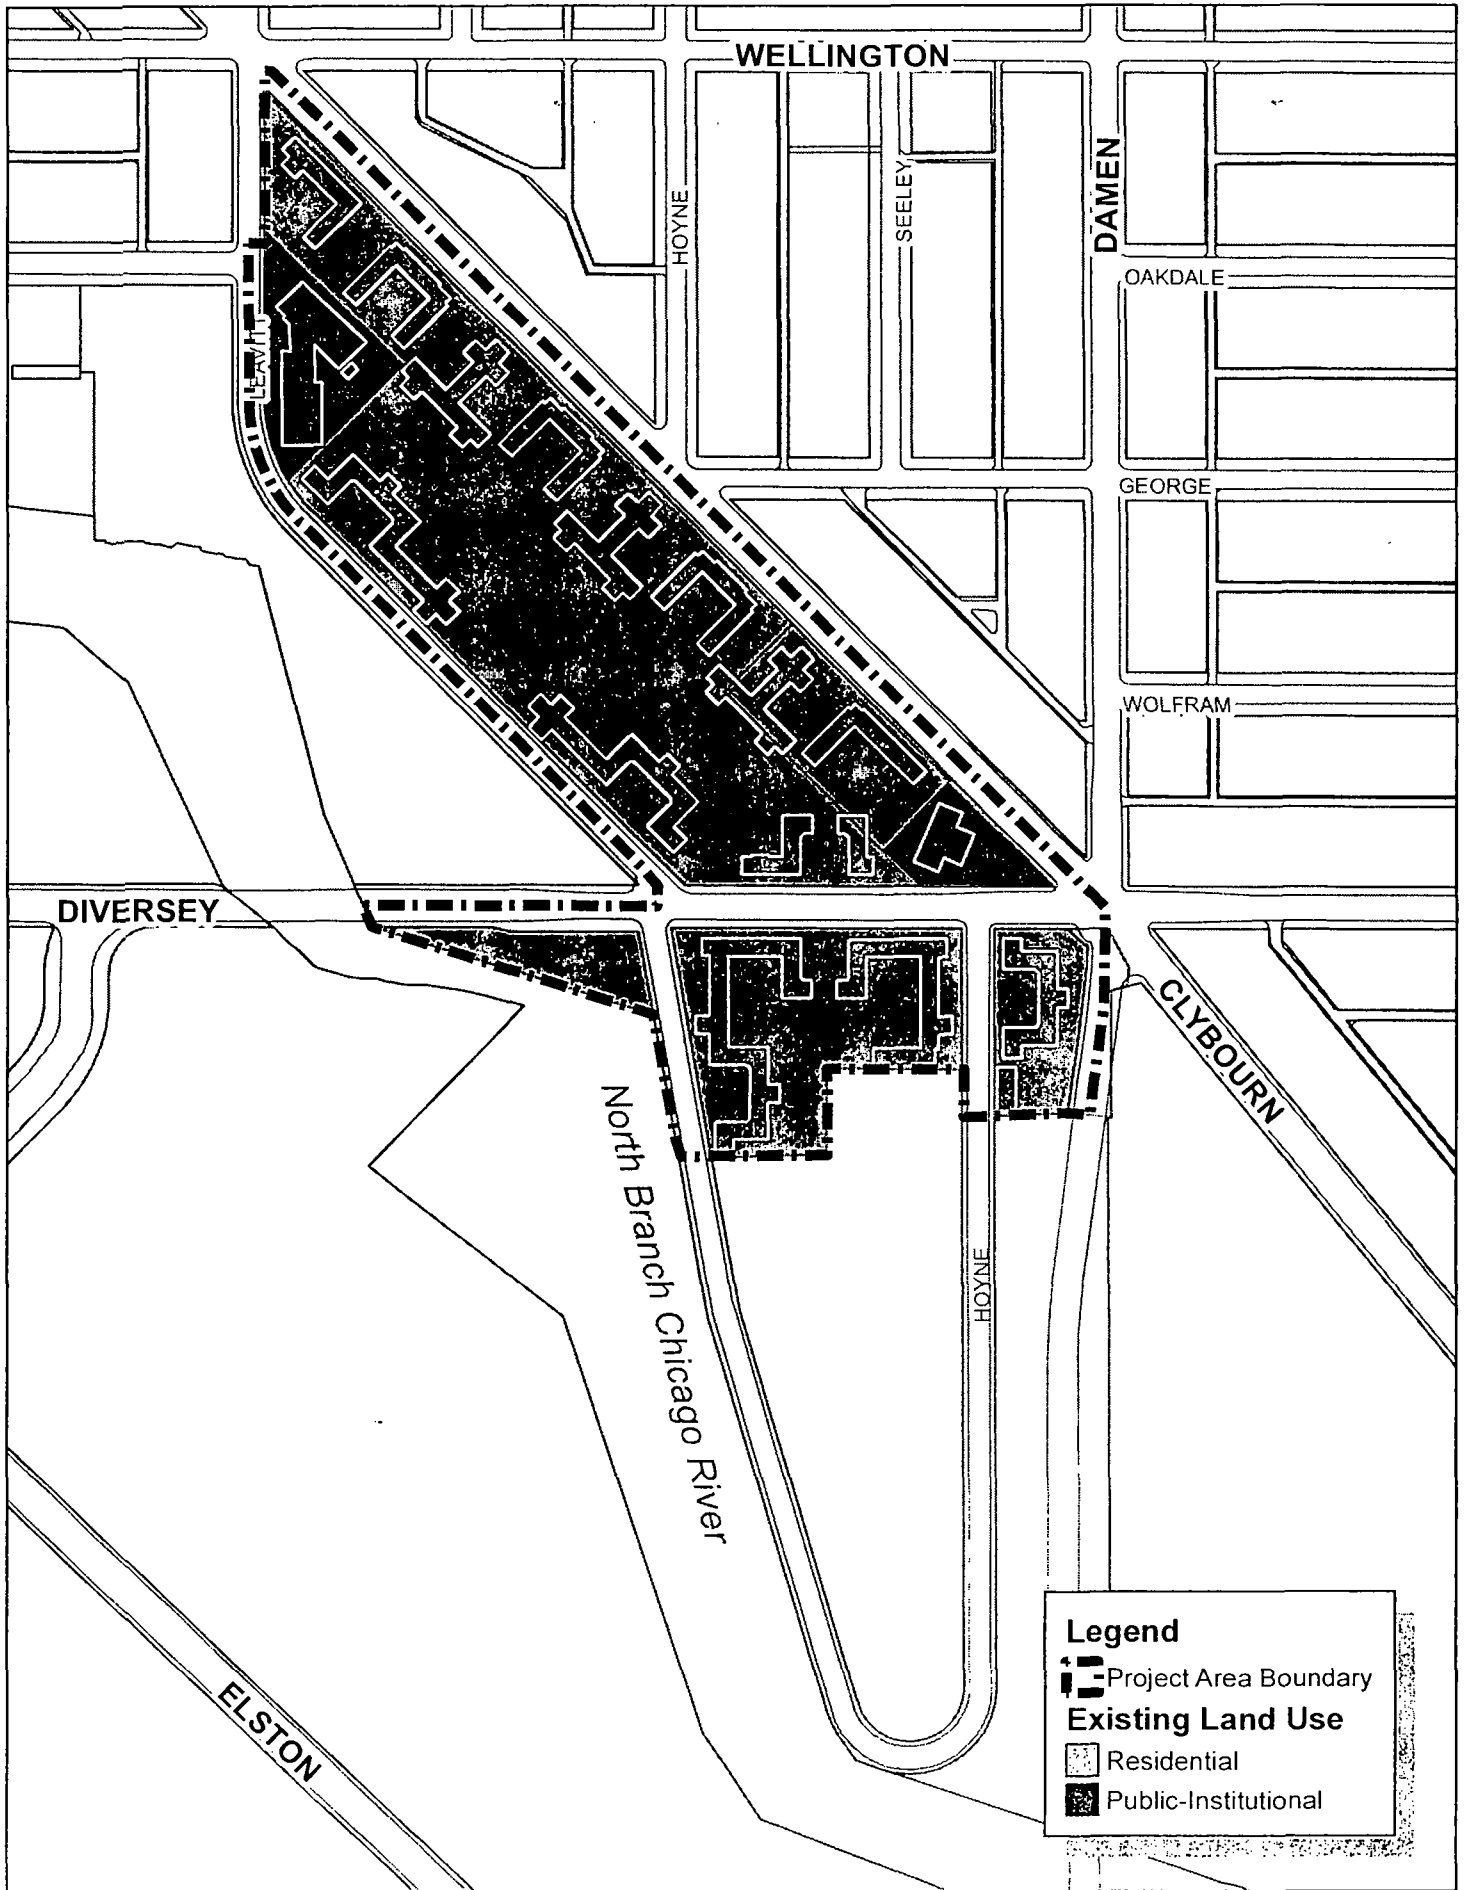 WELLINGTON
HOYNE
SEELEY
DAMEN
OAKDALE
LEAVITT
GEORGE
WOLFRAM
DIVERSEY
CLYBOURN
North Branch Chicago River
HOYNE
ELSTON
Legend
Project Area Boundary
Existing Land Use
Residential
Public-Institutional